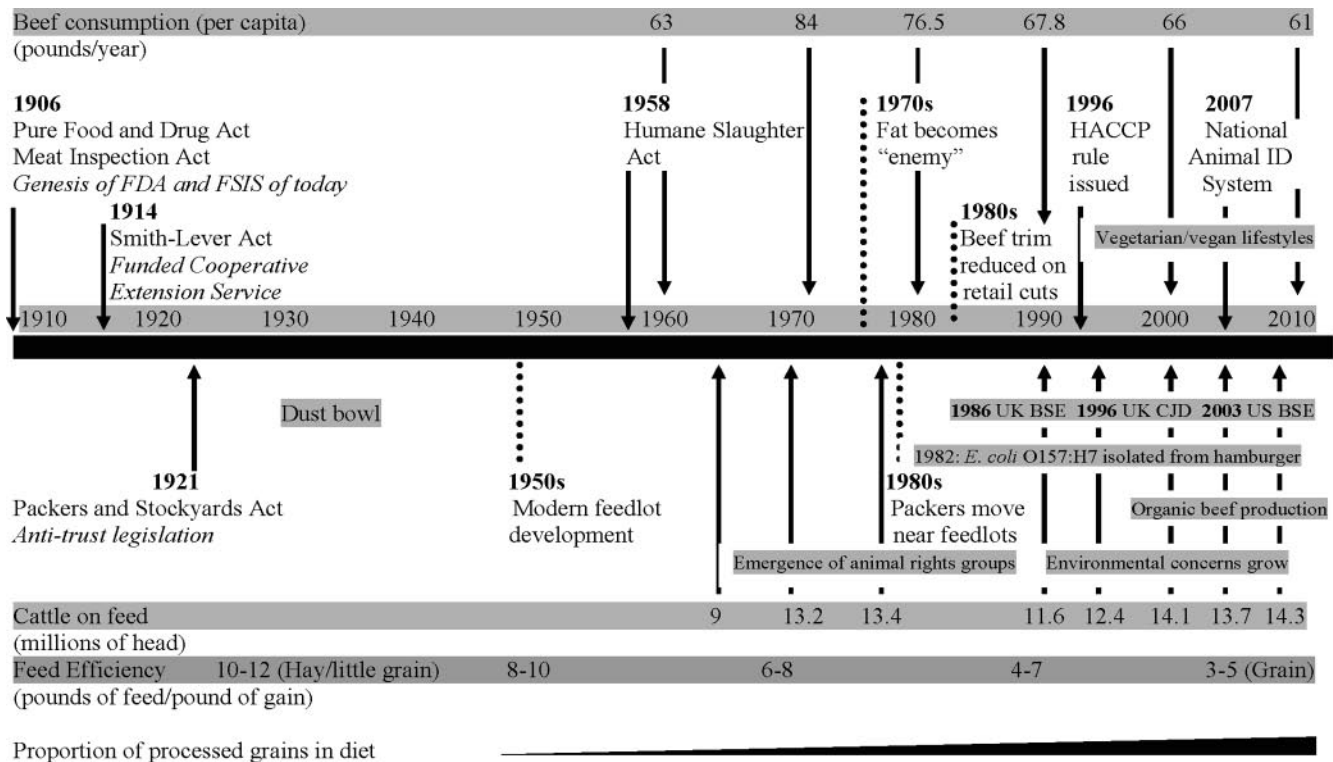 Beef consumption (per capita) 63 84 76.5 67.8 66 61
(pounds/year)
1906
Pure Food and Drug Act
Meat Inspection Act
Genesis of FDA and FSIS of today
1914
Smith-Lever Act
Funded Cooperative
Extension Service
1958
Humane Slaughter
Act
1970s
Fat becomes
“enemy”
1980s
Beef trim
reduced on
retail cuts
1996
HACCP
rule
issued
2007
National
Animal ID
System
Vegetarian/vegan lifestyles
1910 1920 1930 1940 1950 1960 1970 1980 1990 2000 2010
Dust bowl
1921
Packers and Stockyards Act
Anti-trust legislation
1950s
Modern feedlot
development
1986 UK BSE 1996 UK CJD 2003 US BSE
1982: E. coli O157:H7 isolated from hamburger
1980s
Packers move
near feedlots
Organic beef production
Emergence of animal rights groups
Environmental concerns grow
Cattle on feed 9 13.2 13.4 11.6 12.4 14.1 13.7 14.3
(millions of head)
Feed Efficiency 10-12 (Hay/little grain) 8-10 6-8 4-7 3-5 (Grain)
(pounds of feed/pound of gain)
Proportion of processed grains in diet